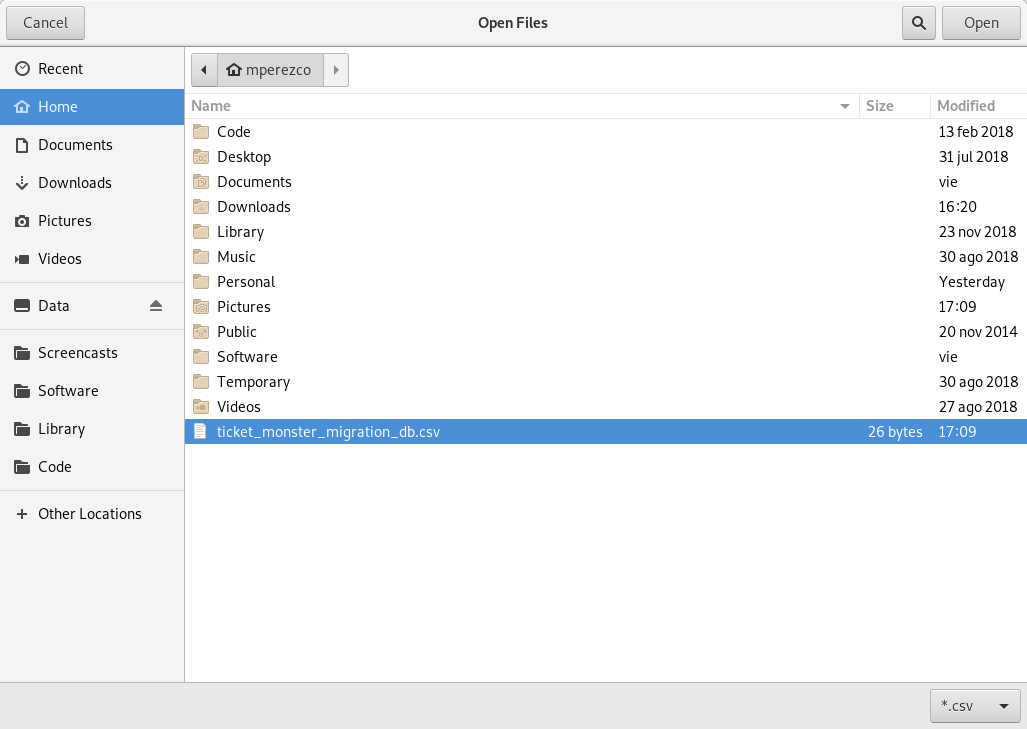 Cancel Open Files Open
Recent
Home
Documents
Downloads
Pictures
Videos
Data
Screencasts
Software
Library
Code
Other Locations
mperezco
Name Size Modified
Code 13 feb 2018
Desktop 31 jul 2018
Documents vie
Downloads 16:20
Library 23 nov 2018
Music 30 ago 2018
Personal Yesterday
Pictures 17:09
Public 20 nov 2014
Software vie
Temporary 30 ago 2018
Videos 27 ago 2018
ticket_monster_migration_db.csv 26 bytes 17:09
*.csv